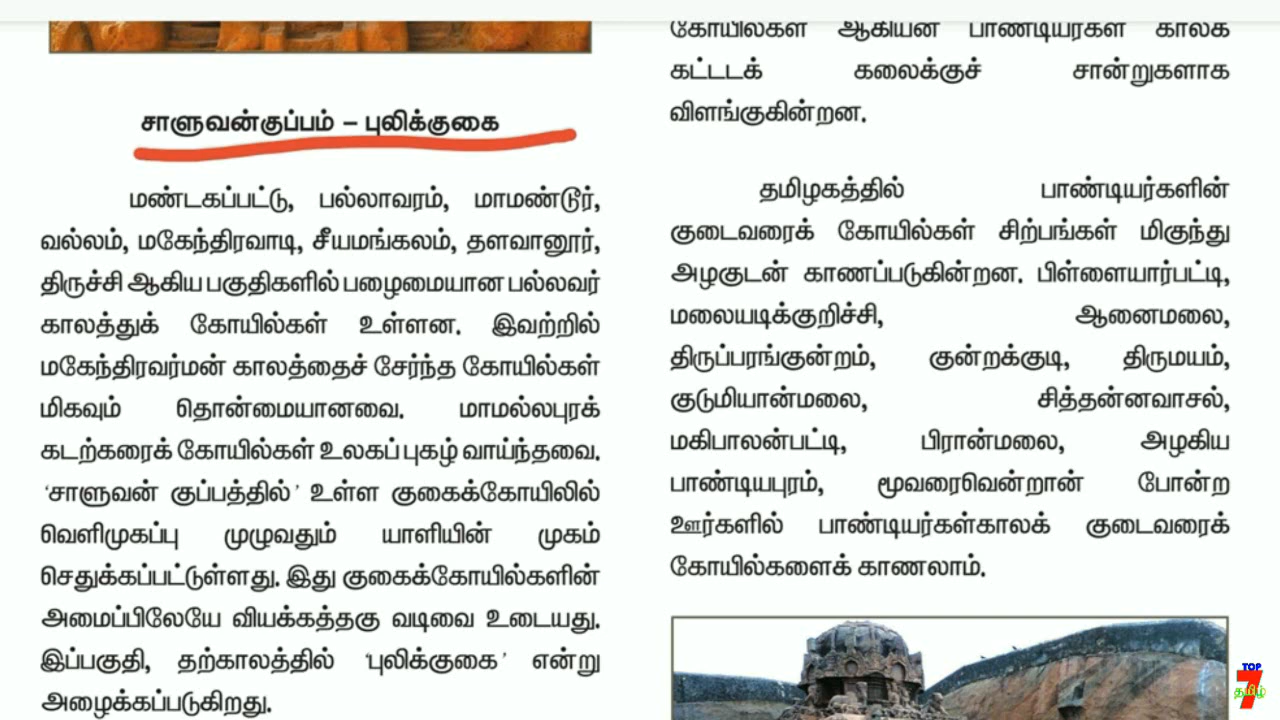 சாளுவன்குப்பம் – புலிக்குகை
மண்டகப்பட்டு, பல்லாவரம், மாமண்டூர்,
வல்லம், மகேந்திரவாடி, சீயமங்கலம், தளவானூர்,
திருச்சி ஆகிய பகுதிகளில் பழைமையான பல்லவர்
காலத்துக் கோயில்கள் உள்ளன. இவற்றில்
மகேந்திரவர்மன் காலத்தைச் சேர்ந்த கோயில்கள்
மிகவும் தொன்மையானவை. மாமல்லபுரக்
கடற்கரைக் கோயில்கள் உலகப் புகழ் வாய்ந்தவை.
‘சாளுவன் குப்பத்தில்’ உள்ள குகைக்கோயிலில்
வெளிமுகப்பு முழுவதும் யாளியின் முகம்
செதுக்கப்பட்டுள்ளது. இது குகைக்கோயில்களின்
அமைப்பிலேயே வியக்கத்தகு வடிவை உடையது.
இப்பகுதி, தற்காலத்தில் ‘புலிக்குகை’ என்று
அழைக்கப்படுகிறது.
கோயில்கள் ஆகியன பாண்டியர்கள் காலக்
கட்டடக் கலைக்குச் சான்றுகளாக
விளங்குகின்றன.
தமிழகத்தில் பாண்டியர்களின்
குடைவரைக் கோயில்கள் சிற்பங்கள் மிகுந்து
அழகுடன் காணப்படுகின்றன. பிள்ளையார்பட்டி,
மலையடிக்குறிச்சி, ஆனைமலை,
திருப்பரங்குன்றம், குன்றக்குடி, திருமயம்,
குடுமியான்மலை, சித்தன்னவாசல்,
மகிபாலன்பட்டி, பிரான்மலை, அழகிய
பாண்டியபுரம், மூவரைவென்றான் போன்ற
ஊர்களில் பாண்டியர்கள்காலக் குடைவரைக்
கோயில்களைக் காணலாம்.
TOP
7
தமிழ்